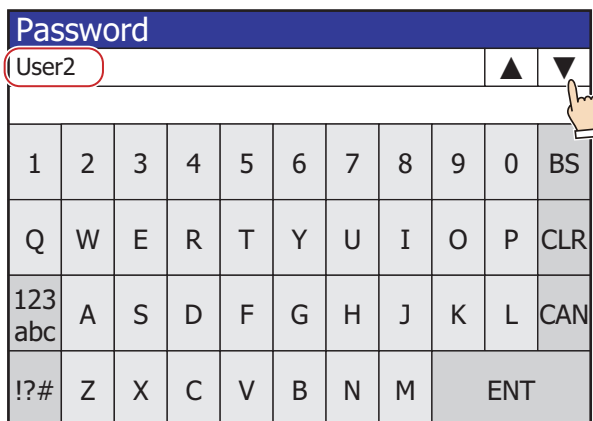 Password
User2 ▲ ▼
1 2 3 4 5 6 7 8 9 0 BS
Q W E R T Y U I O P CLR
123 abc A S D F G H J K L CAN
!?# Z X C V B N M ENT